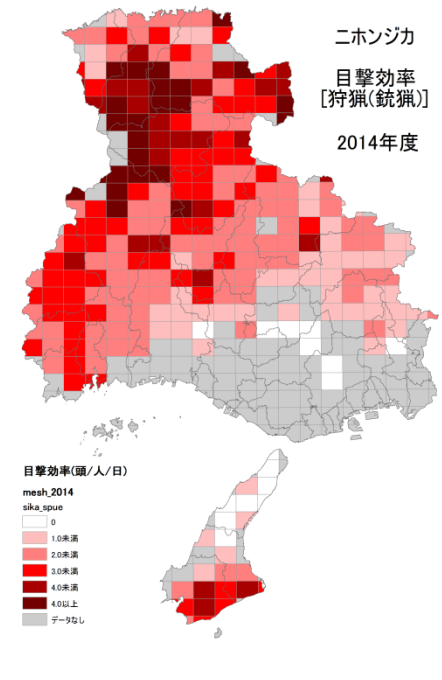 ニホンジカ
目撃効率
[狩猟(銃猟)]
2014年度
目撃効率(頭/人/日)
mesh_2014
sika_spue
0
1.0未満
2.0未満
3.0未満
4.0未満
4.0以上
データなし